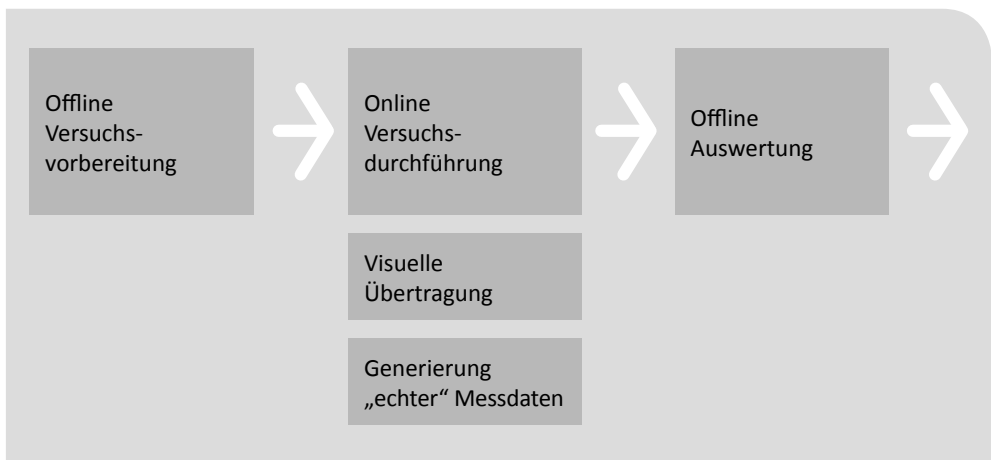 Offline
Versuchs-
vorbereitung
Online
Versuchs-
durchführung
Offline
Auswertung
Visuelle
Übertragung
Generierung
„echter“ Messdaten